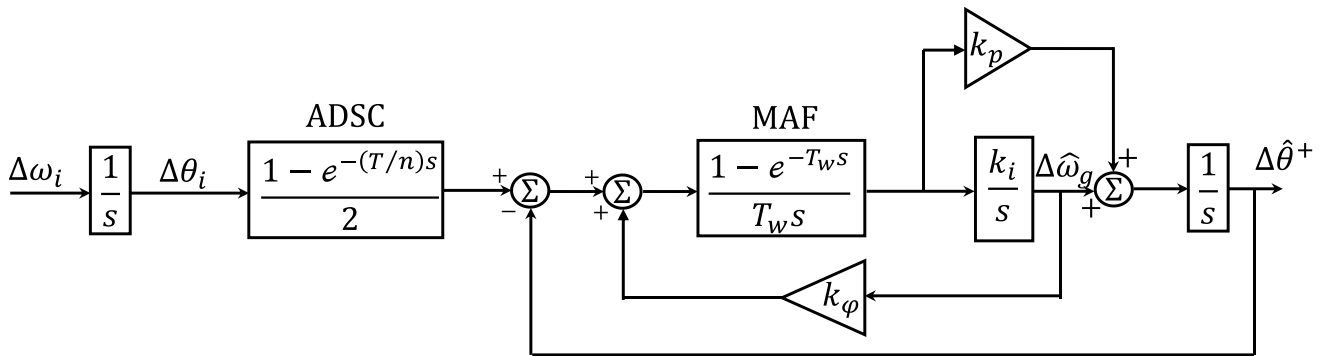 k_p
ADSC
MAF
Δω_i
1/s
Δθ_i
(1 − e^{−(T/n)s})/2
+
−
Σ
+
+
Σ
(1 − e^{−T_w s})/(T_w s)
k_i/s
Δω̂_g
+
+
Σ
1/s
Δθ̂^+
k_φ